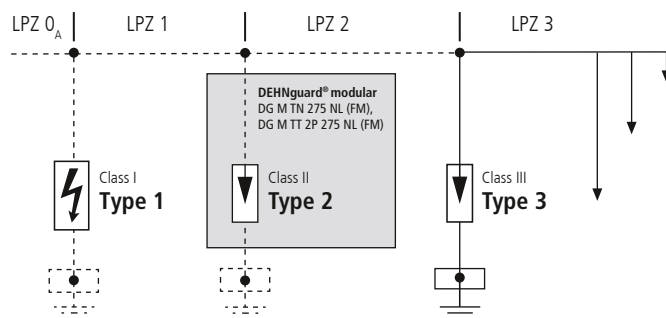 LPZ 0A LPZ 1 LPZ 2 LPZ 3
DEHNguard® modular
DG M TN 275 NL (FM),
DG M TT 2P 275 NL (FM)
Class I
Type 1
Class II
Type 2
Class III
Type 3